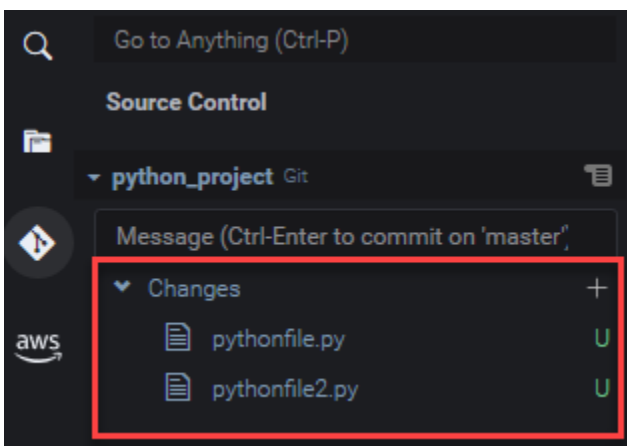 Go to Anything (Ctrl-P)
Source Control
python_project Git
Message (Ctrl-Enter to commit on 'master'
Changes +
pythonfile.py U
aws
pythonfile2.py U